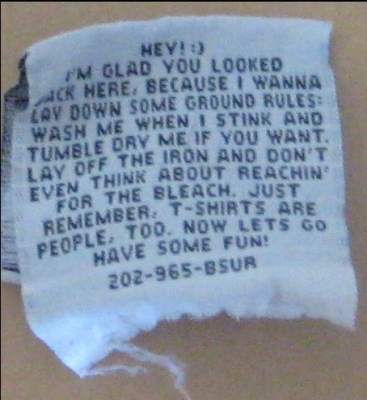 HEY! :)
I'M GLAD YOU LOOKED
BACK HERE, BECAUSE I WANNA
LAY DOWN SOME GROUND RULES:
WASH ME WHEN I STINK AND
TUMBLE DRY ME IF YOU WANT.
LAY OFF THE IRON AND DON'T
EVEN THINK ABOUT REACHIN'
FOR THE BLEACH. JUST
REMEMBER, T-SHIRTS ARE
PEOPLE, TOO. NOW LETS GO
HAVE SOME FUN!
202-965-BSUR